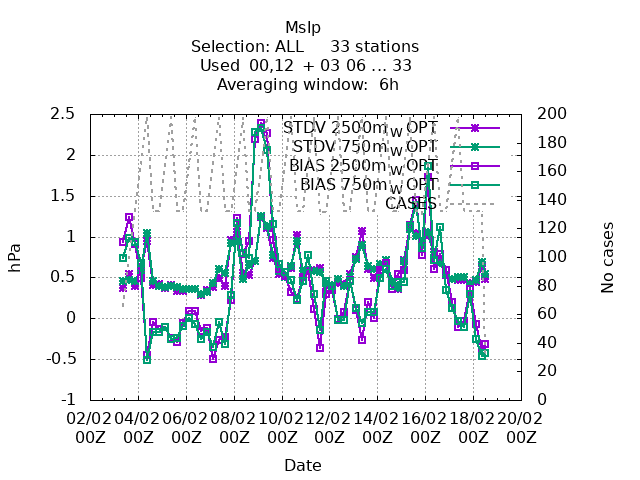 Mslp
Selection: ALL 33 stations
Used 00,12 + 03 06 ... 33
Averaging window: 6h
STDV 2500m_w OPT
STDV 750m_w OPT
BIAS 2500m_w OPT
BIAS 750m_w OPT
CASES
2.5
2
1.5
1
0.5
0
-0.5
-1
200
180
160
140
120
100
80
60
40
20
0
hPa
No cases
02/02 04/02 06/02 08/02 10/02 12/02 14/02 16/02 18/02 20/02
00Z 00Z 00Z 00Z 00Z 00Z 00Z 00Z 00Z 00Z
Date